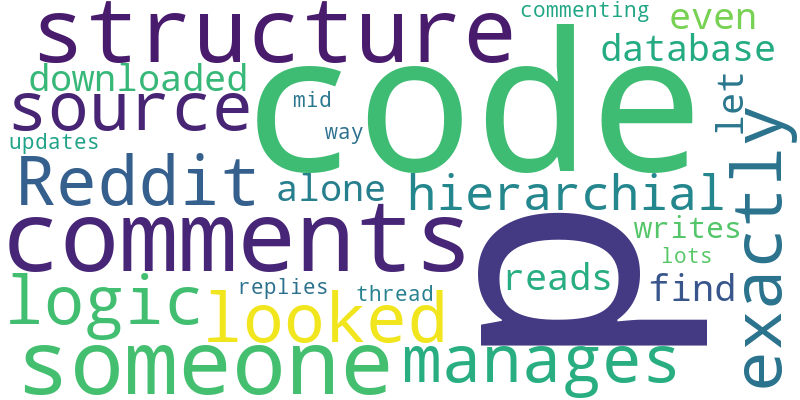 commenting
structure
even
database
downloaded
code
source
mid
let
way
updates
Reddit
alone
hierarchial
exactly
comments
p
writes
lots
reads
logic
replies
thread
find
looked
someone
manages